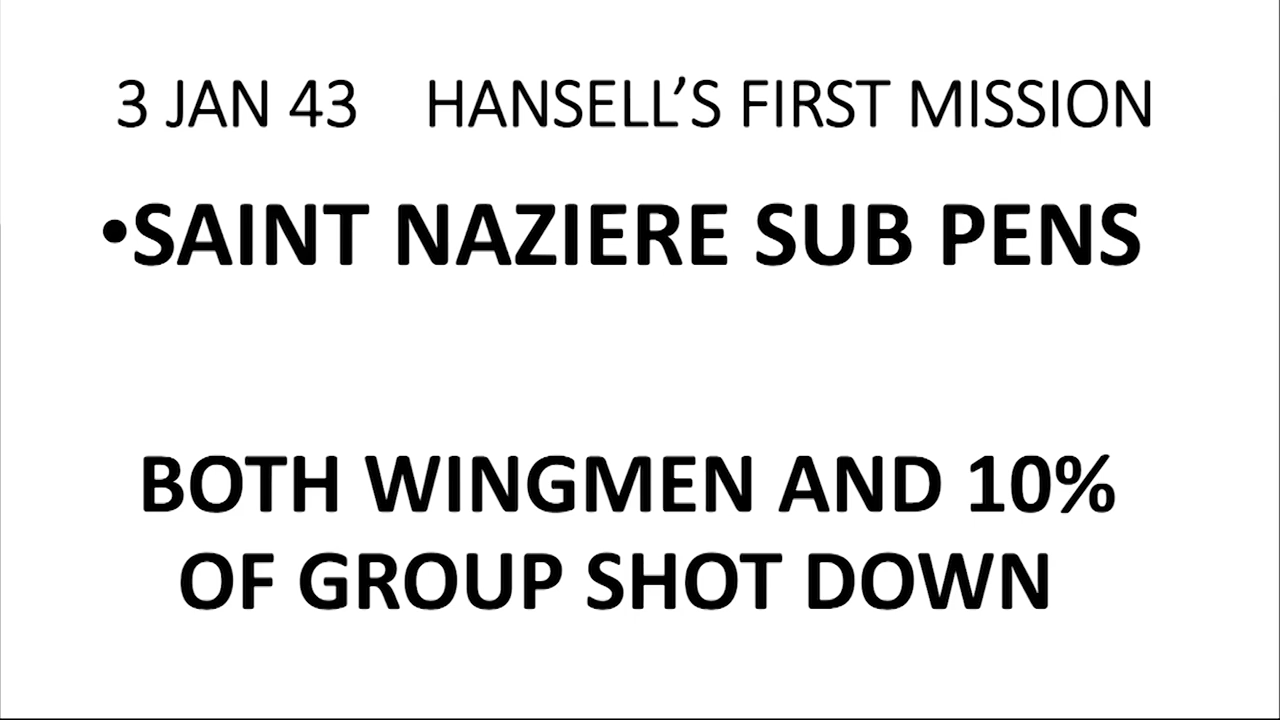 3 JAN 43 HANSELL’S FIRST MISSION
•SAINT NAZIERE SUB PENS
BOTH WINGMEN AND 10%
OF GROUP SHOT DOWN